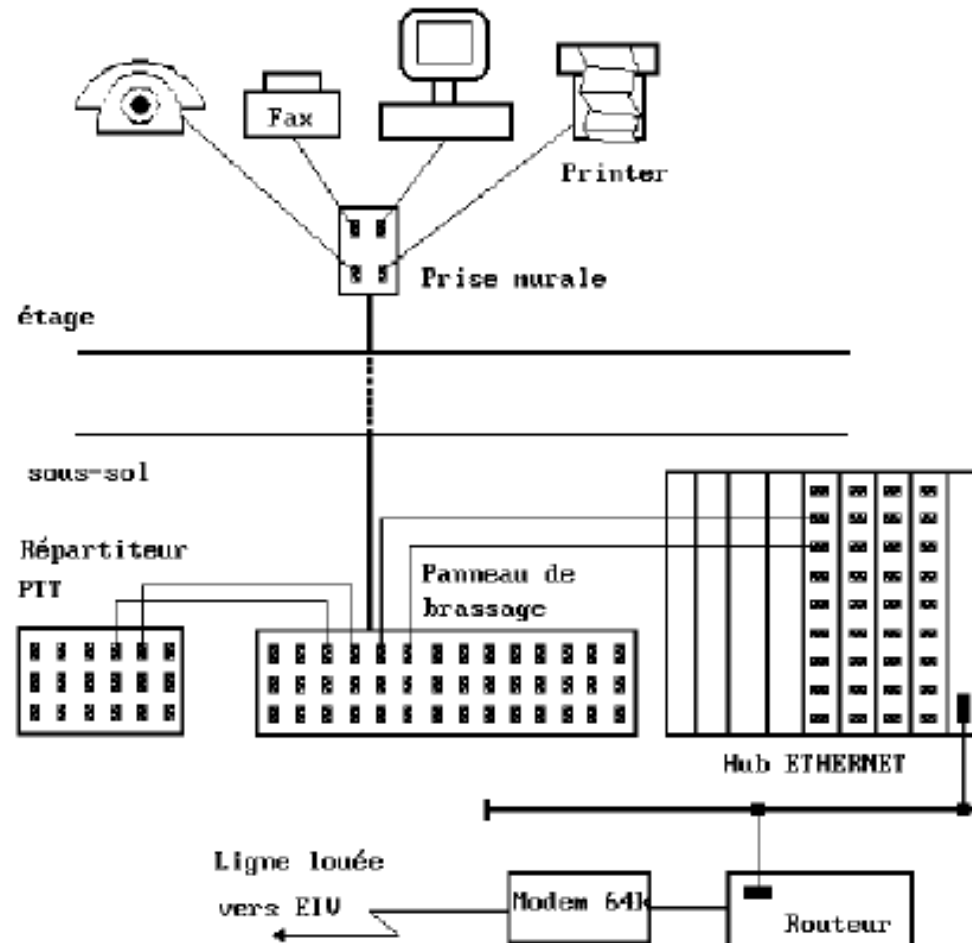 Fax
Printer
Prise murale
étage
sous-sol
Répartiteur
PTT
Panneau de
brassage
Hub ETHERNET
Ligne louée
vers EIV
Modem 64k
Routeur